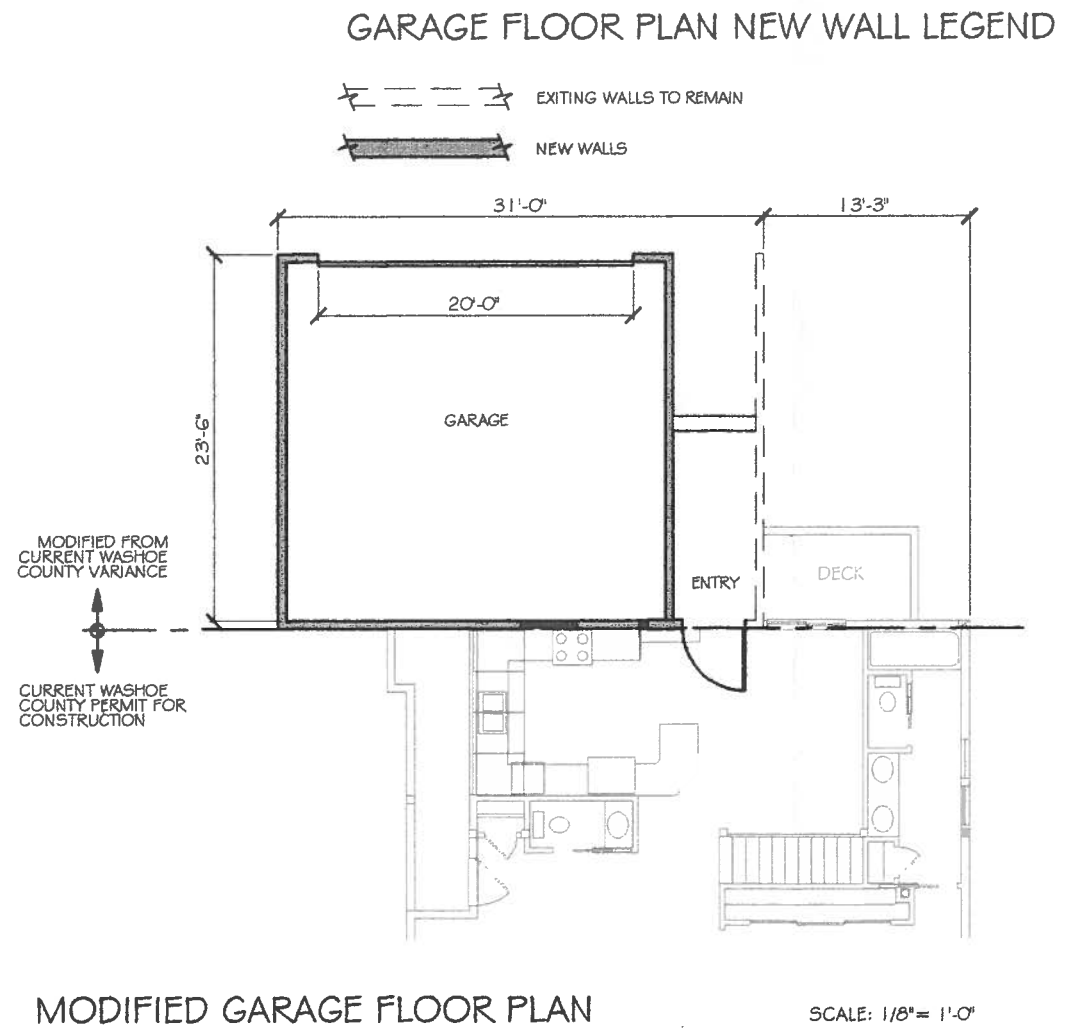 GARAGE FLOOR PLAN NEW WALL LEGEND
EXITING WALLS TO REMAIN
NEW WALLS
31'-0"
13'-3"
20'-0"
23'-6"
GARAGE
MODIFIED FROM
CURRENT WASHOE
COUNTY VARIANCE
ENTRY
DECK
CURRENT WASHOE
COUNTY PERMIT FOR
CONSTRUCTION
MODIFIED GARAGE FLOOR PLAN
SCALE: 1/8"= 1'-0"